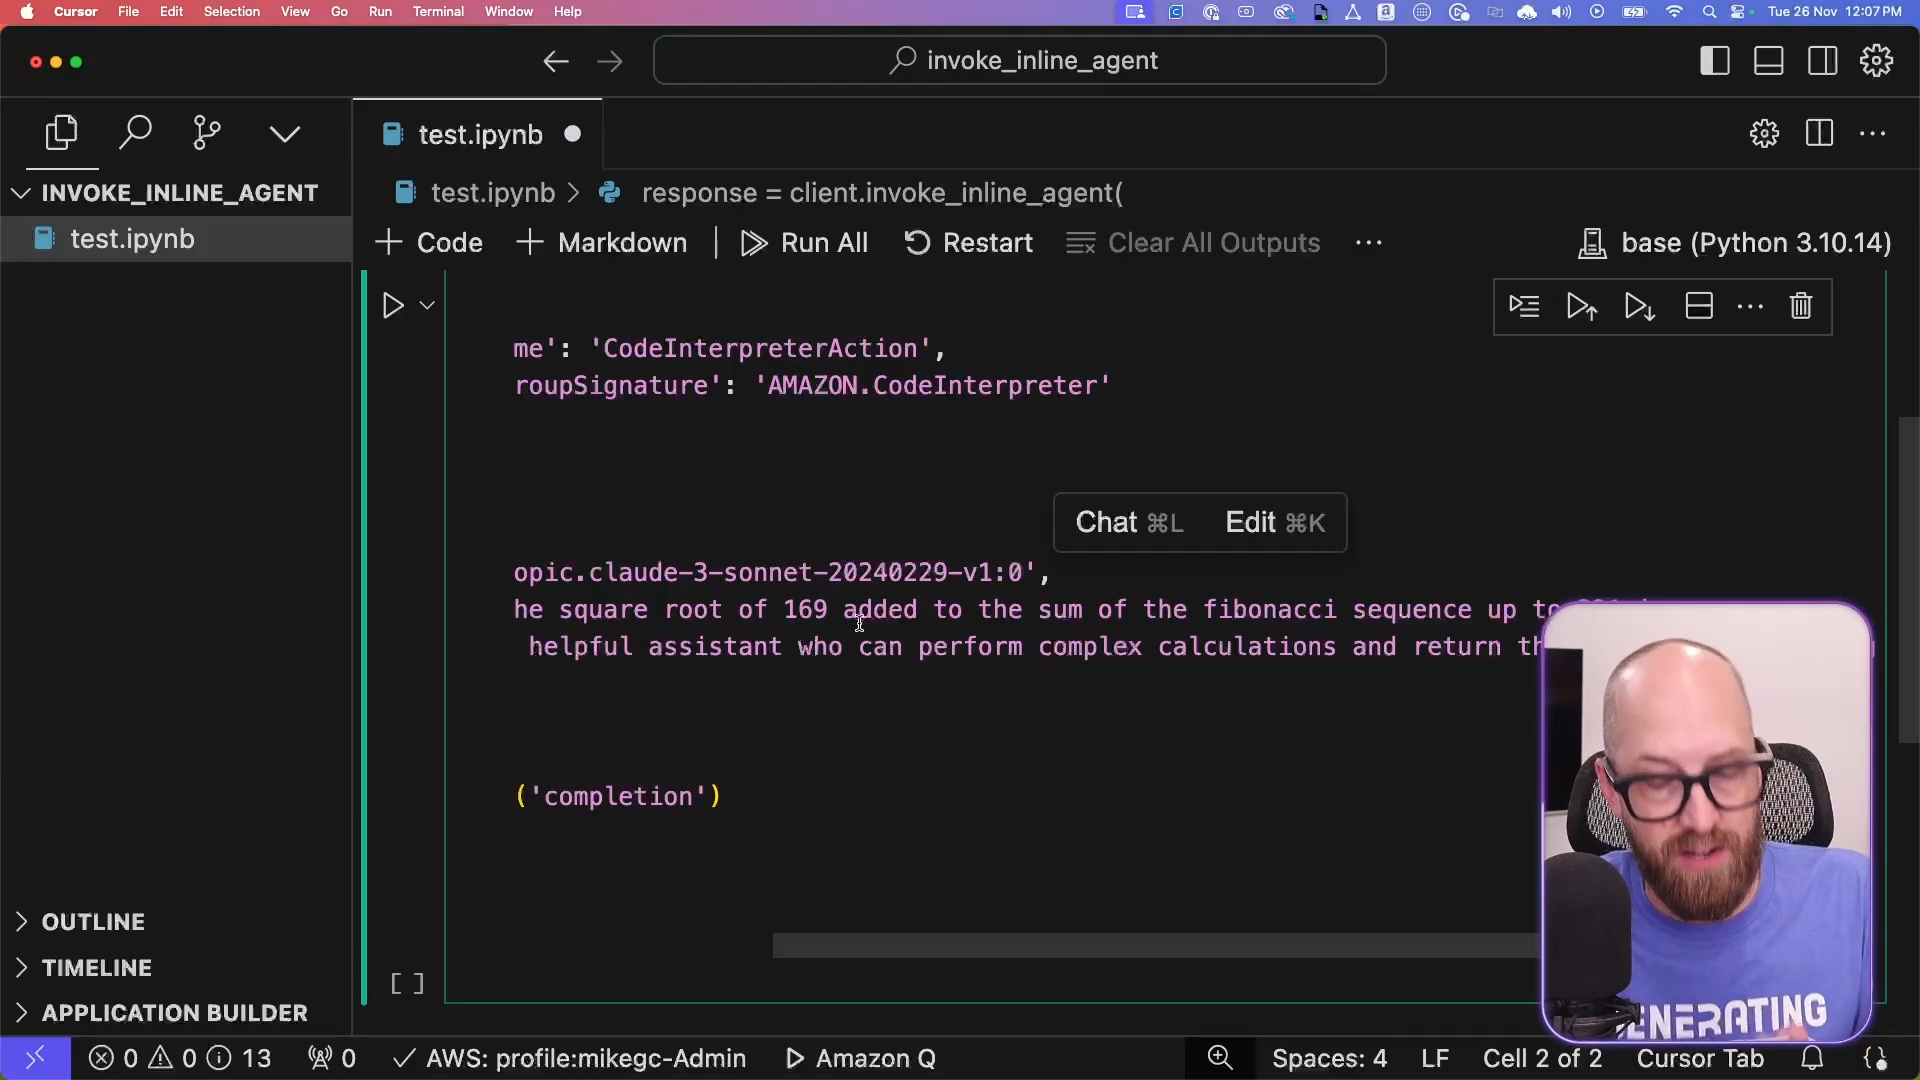 Cursor File Edit Selection View Go Run Terminal Window Help Tue 26 Nov 12:07 PM
invoke_inline_agent
test.ipynb
INVOKE_INLINE_AGENT
test.ipynb > response = client.invoke_inline_agent(
test.ipynb
+ Code + Markdown | Run All Restart Clear All Outputs ... base (Python 3.10.14)
me': 'CodeInterpreterAction',
roupSignature': 'AMAZON.CodeInterpreter'
Chat ⌘L Edit ⌘K
opic.claude-3-sonnet-20240229-v1:0',
he square root of 169 added to the sum of the fibonacci sequence up to
helpful assistant who can perform complex calculations and return
('completion')
[ ]
OUTLINE
TIMELINE
APPLICATION BUILDER
ENERATING
0 0 13 0 AWS: profile:mikegc-Admin Amazon Q Spaces: 4 LF Cell 2 of 2 Cursor Tab